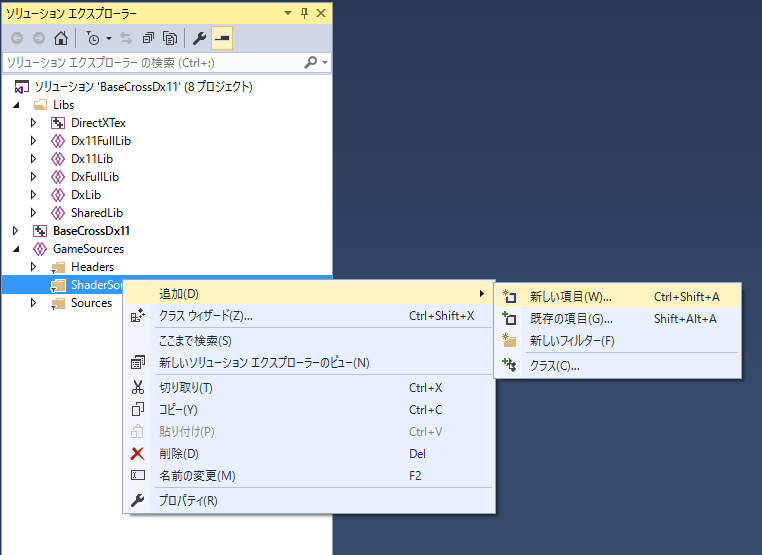 ソリューション エクスプローラー
ソリューション エクスプローラー の検索 (Ctrl+:)
ソリューション 'BaseCrossDx11' (8 プロジェクト)
Libs
DirectXTex
Dx11FullLib
Dx11Lib
DxFullLib
DxLib
SharedLib
BaseCrossDx11
GameSources
Headers
ShaderSou
Sources
追加(D)
クラス ウィザード(Z)... Ctrl+Shift+X
ここまで検索(S)
新しいソリューション エクスプローラーのビュー(N)
切り取り(T) Ctrl+X
コピー(Y) Ctrl+C
貼り付け(P) Ctrl+V
削除(D) Del
名前の変更(M) F2
プロパティ(R)
新しい項目(W)... Ctrl+Shift+A
既存の項目(G)... Shift+Alt+A
新しいフィルター(F)
クラス(C)...